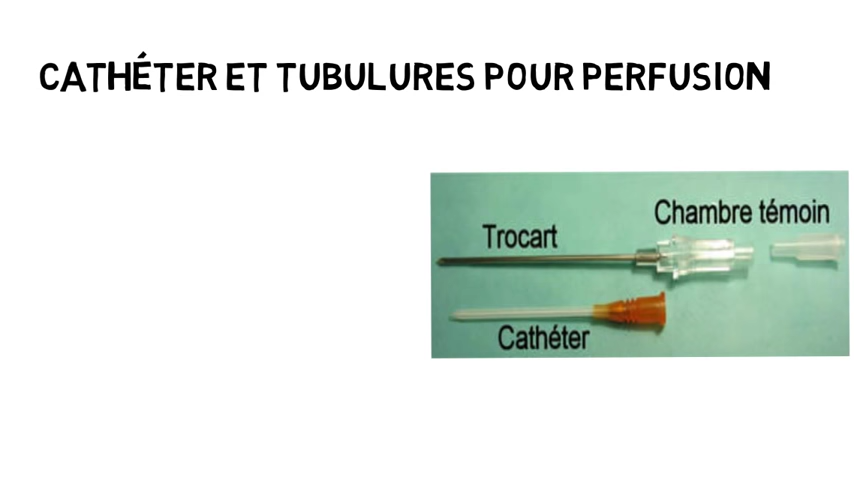 CATHÉTER ET TUBULURES POUR PERFUSION
Chambre témoin
Trocart
Cathéter